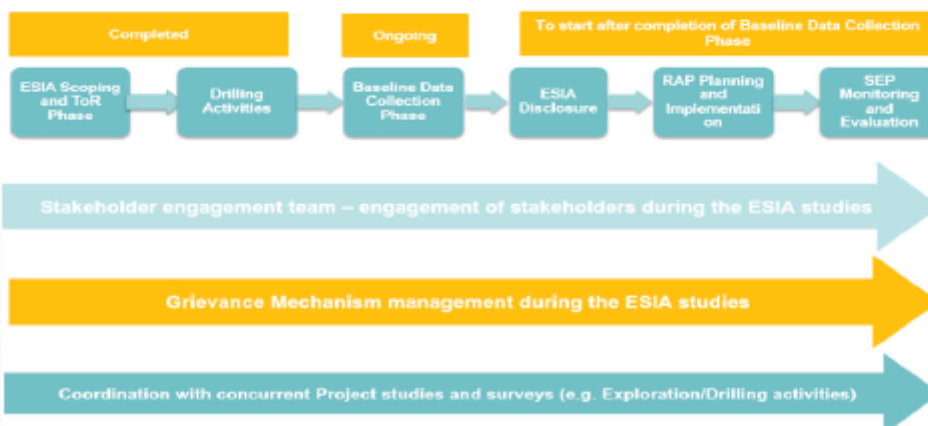 Completed
Ongoing
To start after completion of Baseline Data Collection
Phase
ESIA Scoping
and ToR
Phase
Drilling
Activities
Baseline Data
Collection
Phase
ESIA
Disclosure
RAP Planning
and
Implementati
on
SEP
Monitoring
and
Evaluation
Stakeholder engagement team – engagement of stakeholders during the ESIA studies
Grievance Mechanism management during the ESIA studies
Coordination with concurrent Project studies and surveys (e.g. Exploration/Drilling activities)